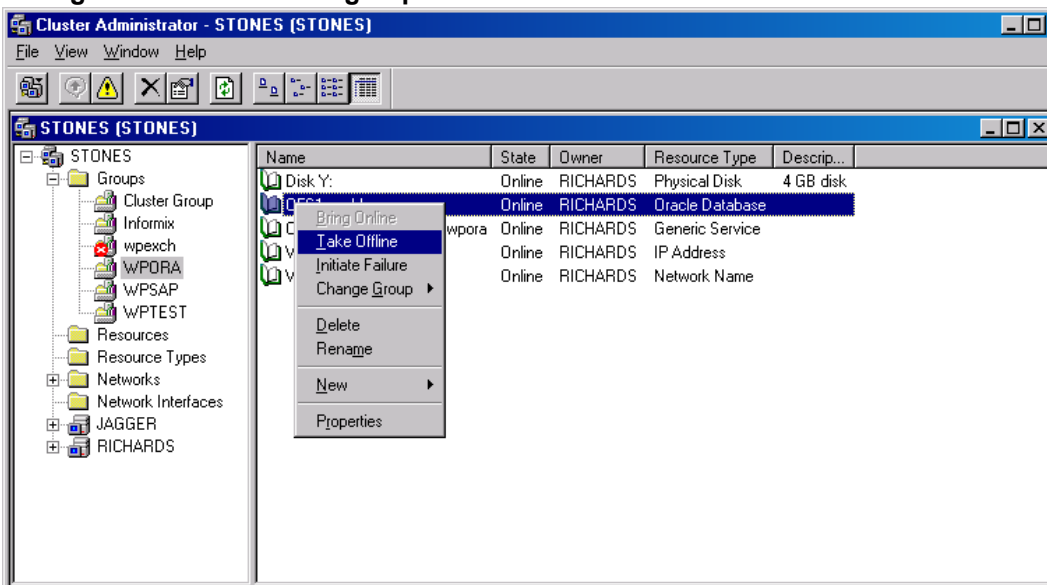 Cluster Administrator - STONES (STONES)
File View Window Help
STONES (STONES)
STONES
Groups
Cluster Group
Informix
wpexch
WPORA
WPSAP
WPTEST
Resources
Resource Types
Networks
Network Interfaces
JAGGER
RICHARDS
Name State Owner Resource Type Descrip...
Disk Y: Online RICHARDS Physical Disk 4 GB disk
Online RICHARDS Oracle Database
wpora Online RICHARDS Generic Service
V Online RICHARDS IP Address
V Online RICHARDS Network Name
Bring Online
Take Offline
Initiate Failure
Change Group
Delete
Rename
New
Properties